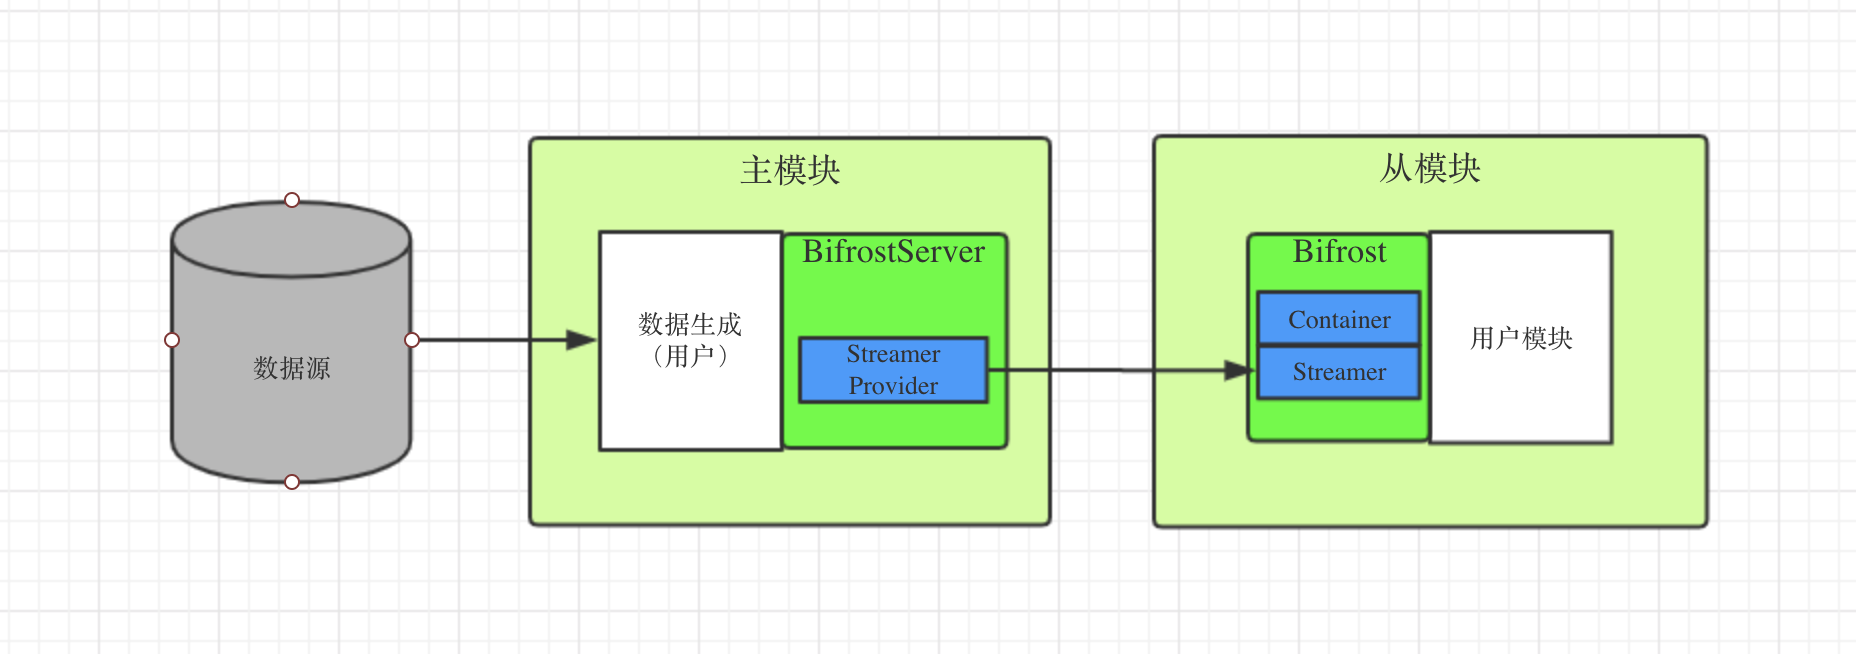 数据源
主模块
数据生成
（用户）
BifrostServer
Streamer
Provider
从模块
Bifrost
Container
Streamer
用户模块